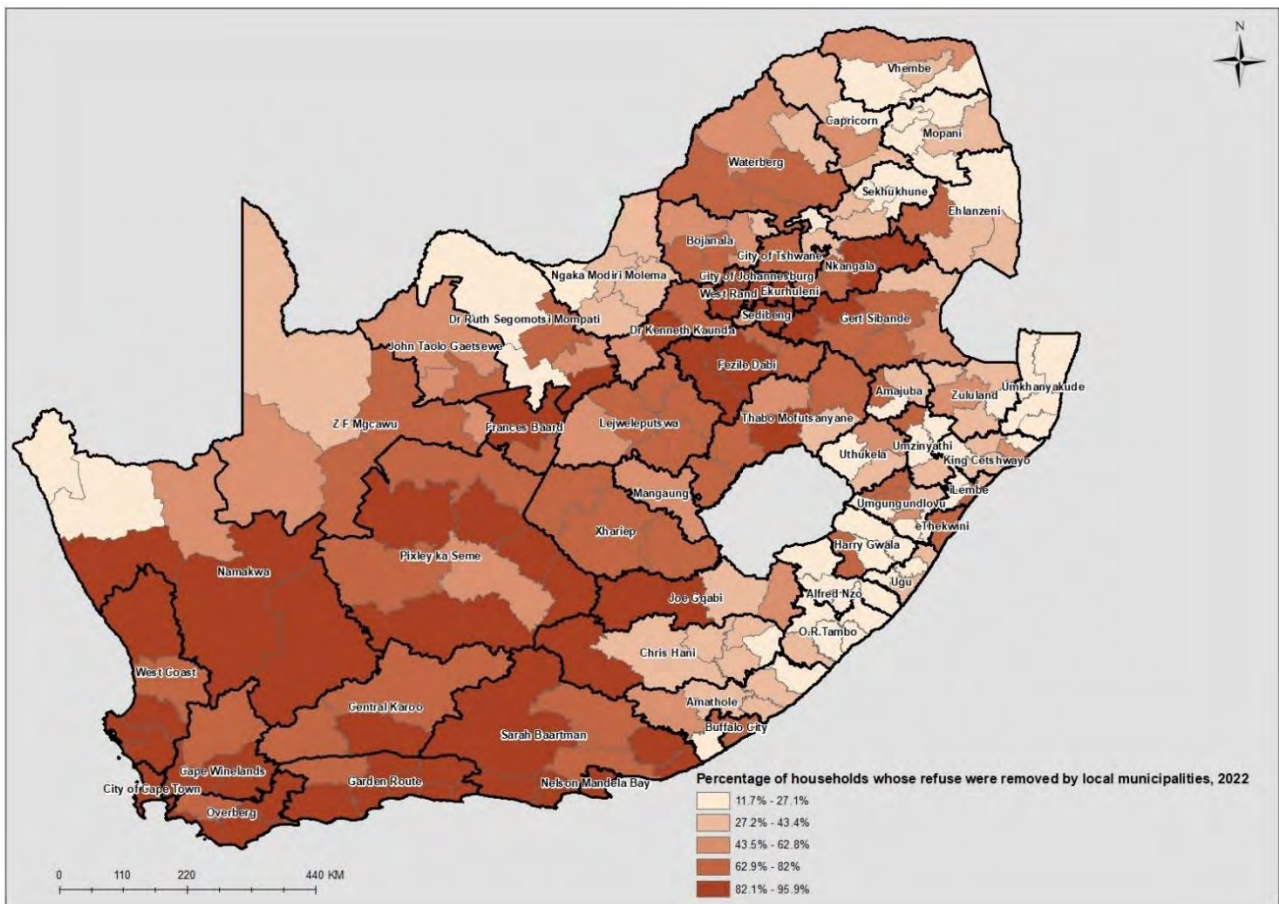 N
Vhembe
Capricorn
Mopani
Waterberg
Sekhukhune
Ehlanzeni
Bojanala
City of Tshwane
Nkangala
Ngaka Modiri Molema
City of Johannesburg
West Rand
Ekurhuleni
Sedibeng
Gert Sibande
Dr Ruth Segomotsi Mompati
Dr Kenneth Kaunda
John Taolo Gaetsewe
Fezile Dabi
Amajuba
Zululand
Umkhanyakude
Z F Mgcawu
Frances Baard
Lejweleputswa
Thabo Mofutsanyane
Umzinyathi
Uthukela
King Cetshwayo
Mangaung
iLembe
Umgungundlovu
Xhariep
eThekwini
Harry Gwala
Pixley ka Seme
Namakwa
Ugu
Joe Gqabi
Alfred Nzo
O.R.Tambo
Chris Hani
West Coast
Amathole
Central Karoo
Buffalo City
Sarah Baartman
Cape Winelands
Garden Route
Nelson Mandela Bay
City of Cape Town
Overberg
Percentage of households whose refuse were removed by local municipalities, 2022
11.7% - 27.1%
27.2% - 43.4%
43.5% - 62.8%
62.9% - 82%
82.1% - 95.9%
0 110 220 440 KM